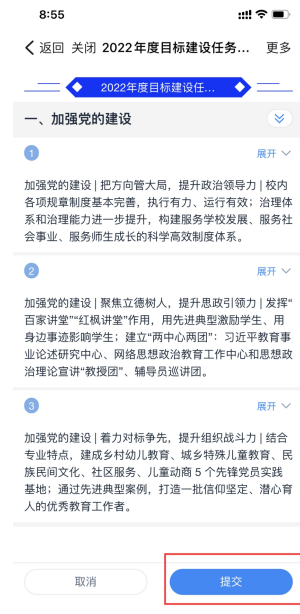 8:55
返回 关闭 2022年度目标建设任务... 更多
2022年度目标建设任...
一、加强党的建设
1 展开
加强党的建设 | 把方向管大局，提升政治领导力 | 校内
各项规章制度基本完善，执行有力、运行有效；治理体
系和治理能力进一步提升，构建服务学校发展、服务社
会事业、服务师生成长的科学高效制度体系。
2 展开
加强党的建设 | 聚焦立德树人，提升思政引领力 | 发挥“
百家讲堂”“红枫讲堂”作用，用先进典型激励学生、用
身边事迹影响学生；建立“两中心两团”：习近平教育事
业论述研究中心、网络思想政治教育工作中心和思想政
治理论宣讲“教授团”、辅导员巡讲团。
3 展开
加强党的建设 | 着力对标争先，提升组织战斗力 | 结合
专业特点，建成乡村幼儿教育、城乡特殊儿童教育、民
族民间文化、社区服务、儿童动商 5 个先锋党员实践
基地；通过先进典型案例，打造一批信仰坚定、潜心育
人的优秀教育工作者。
取消 提交